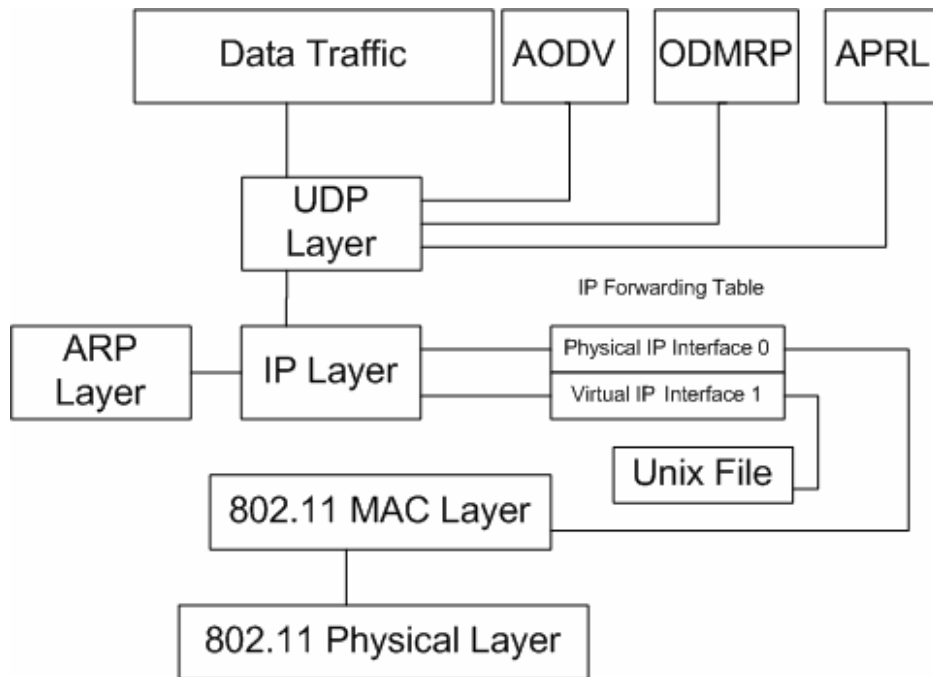 Data Traffic
AODV
ODMRP
APRL
UDP
Layer
IP Forwarding Table
ARP
Layer
IP Layer
Physical IP Interface 0
Virtual IP Interface 1
Unix File
802.11 MAC Layer
802.11 Physical Layer